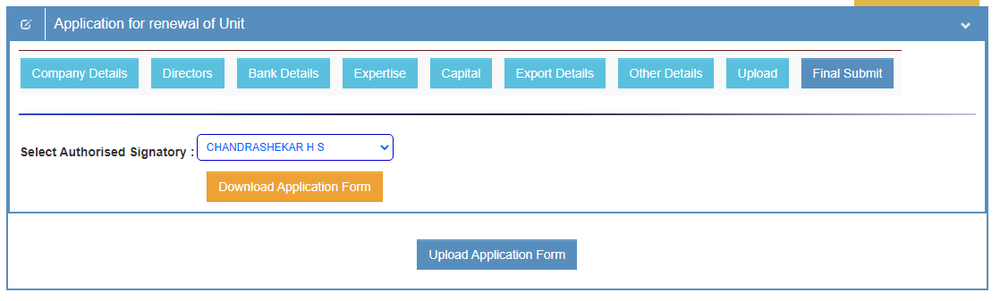 Application for renewal of Unit
Company Details Directors Bank Details Expertise Capital Export Details Other Details Upload Final Submit
Select Authorised Signatory : CHANDRASHEKAR H S
Download Application Form
Upload Application Form